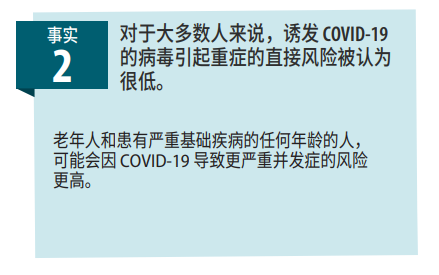 事实
2
对于大多数人来说，诱发 COVID-19
的病毒引起重症的直接风险被认为
很低。
老年人和患有严重基础疾病的任何年龄的人，
可能会因 COVID-19 导致更严重并发症的风险
更高。